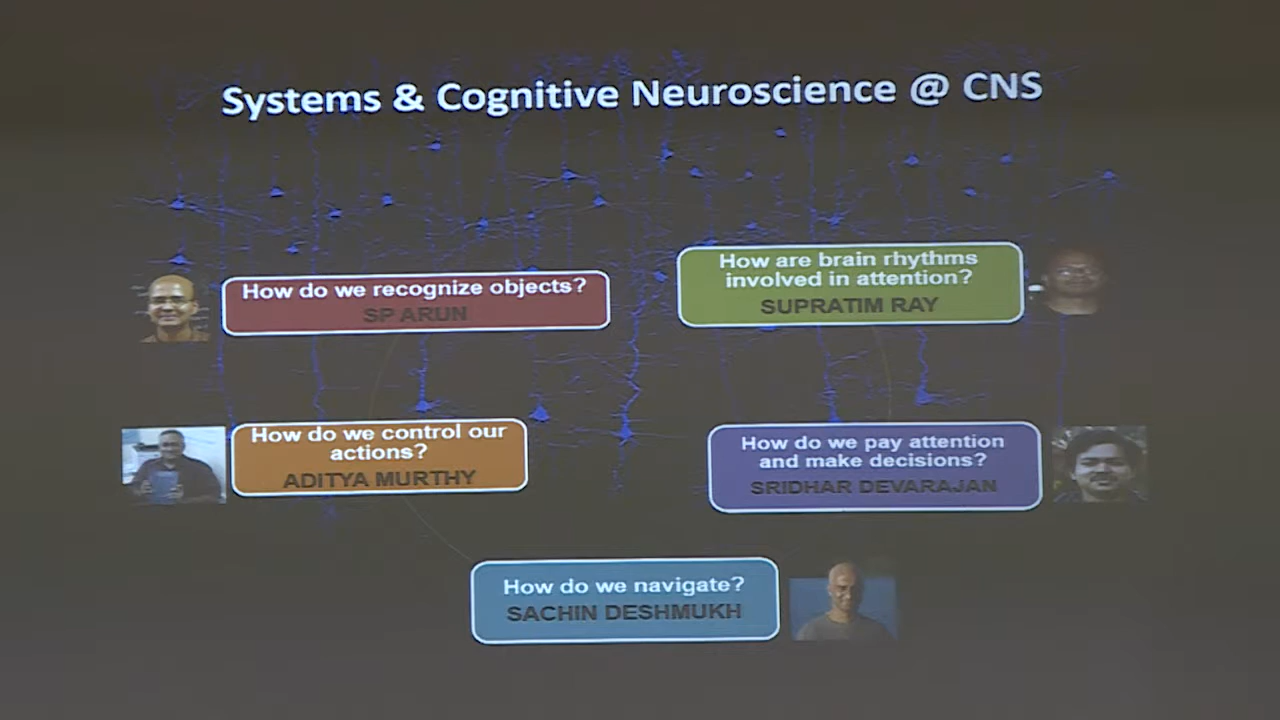 Systems & Cognitive Neuroscience @ CNS
How do we recognize objects?
SP ARUN
How are brain rhythms
involved in attention?
SUPRATIM RAY
How do we control our
actions?
ADITYA MURTHY
How do we pay attention
and make decisions?
SRIDHAR DEVARAJAN
How do we navigate?
SACHIN DESHMUKH